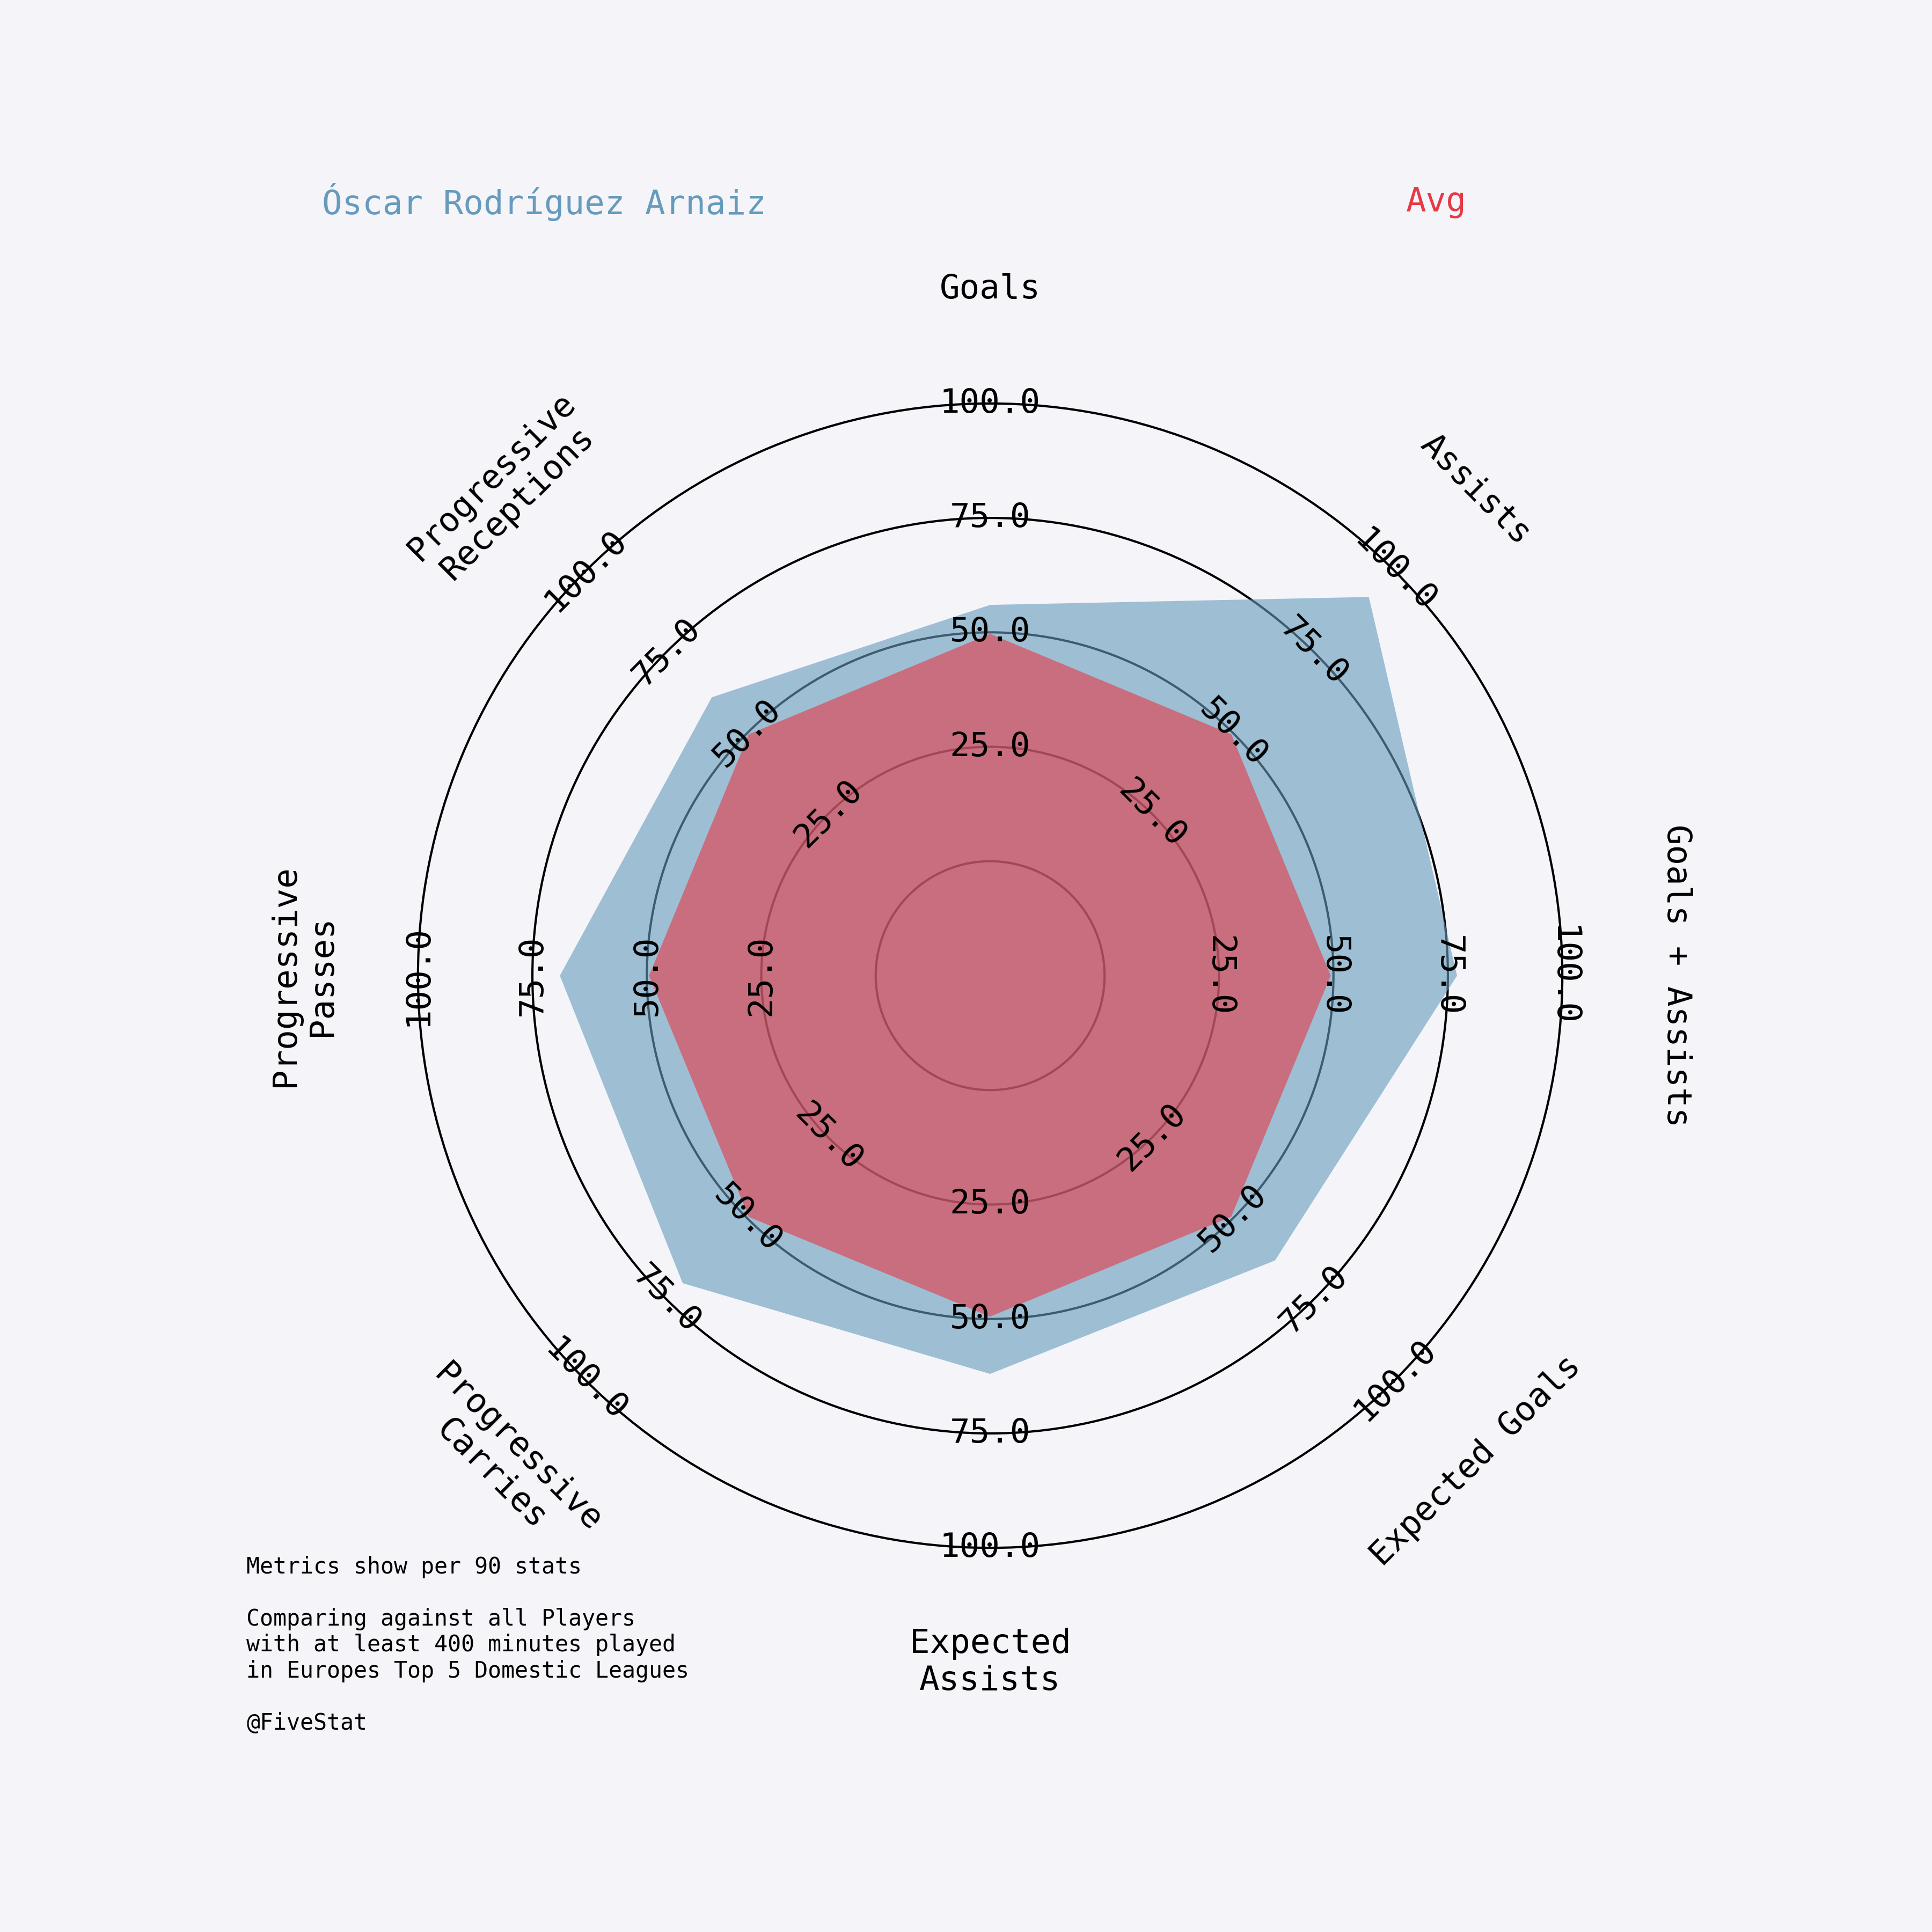 Óscar Rodríguez Arnaiz
Avg
Goals
Assists
Goals + Assists
Expected Goals
Expected
Assists
Progressive
Carries
Progressive
Passes
Progressive
Receptions
25.0
50.0
75.0
100.0
25.0
50.0
75.0
100.0
25.0
50.0
75.0
100.0
25.0
50.0
75.0
100.0
25.0
50.0
75.0
100.0
25.0
50.0
75.0
100.0
25.0
50.0
75.0
100.0
25.0
50.0
75.0
100.0
Metrics show per 90 stats
Comparing against all Players
with at least 400 minutes played
in Europes Top 5 Domestic Leagues
@FiveStat